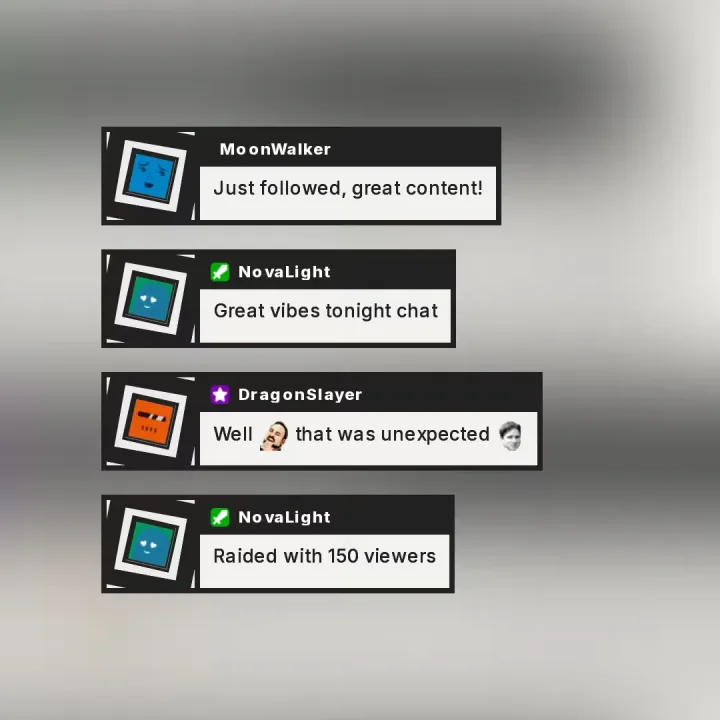 MoonWalker
Just followed, great content!
NovaLight
Great vibes tonight chat
DragonSlayer
Well that was unexpected
NovaLight
Raided with 150 viewers